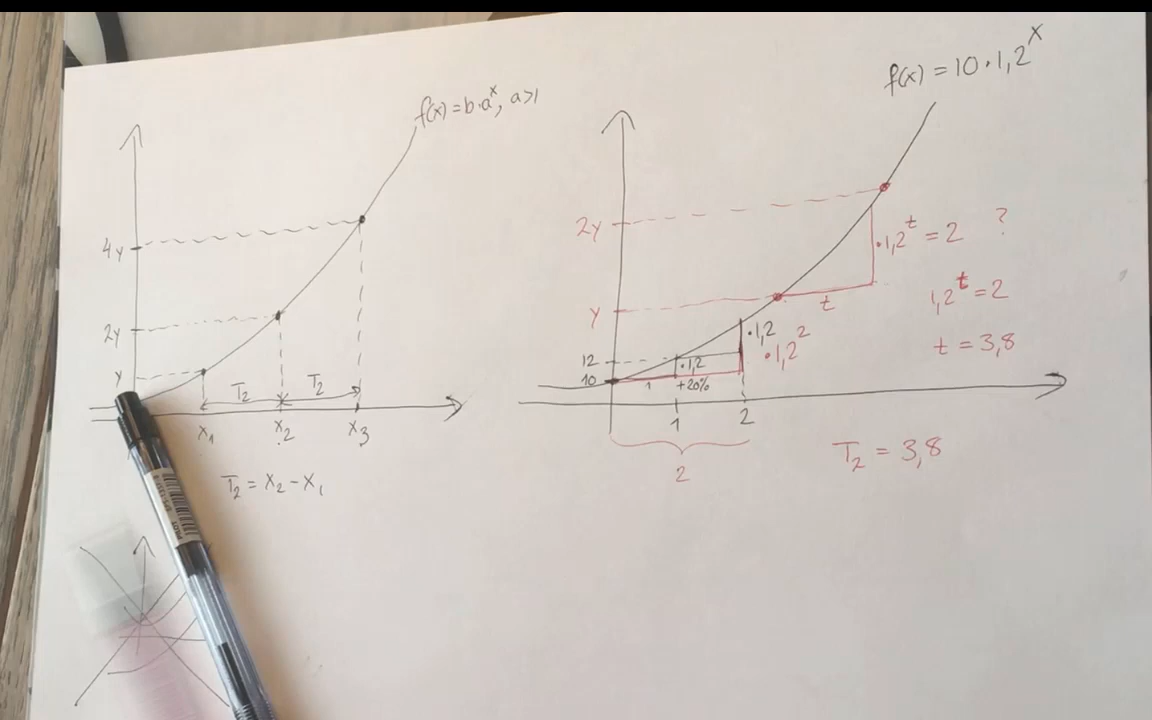 f(x) = b·a^x, a>1
4y
2y
y
T₂
T₂
x₁
x₂
x₃
T₂ = x₂ - x₁
f(x) = 10·1,2^x
2y
y
12
10
1
+20%
·1,2
·1,2
·1,2²
t
·1,2^t = 2 ?
1,2^t = 2
t = 3,8
1
2
2
T₂ = 3,8